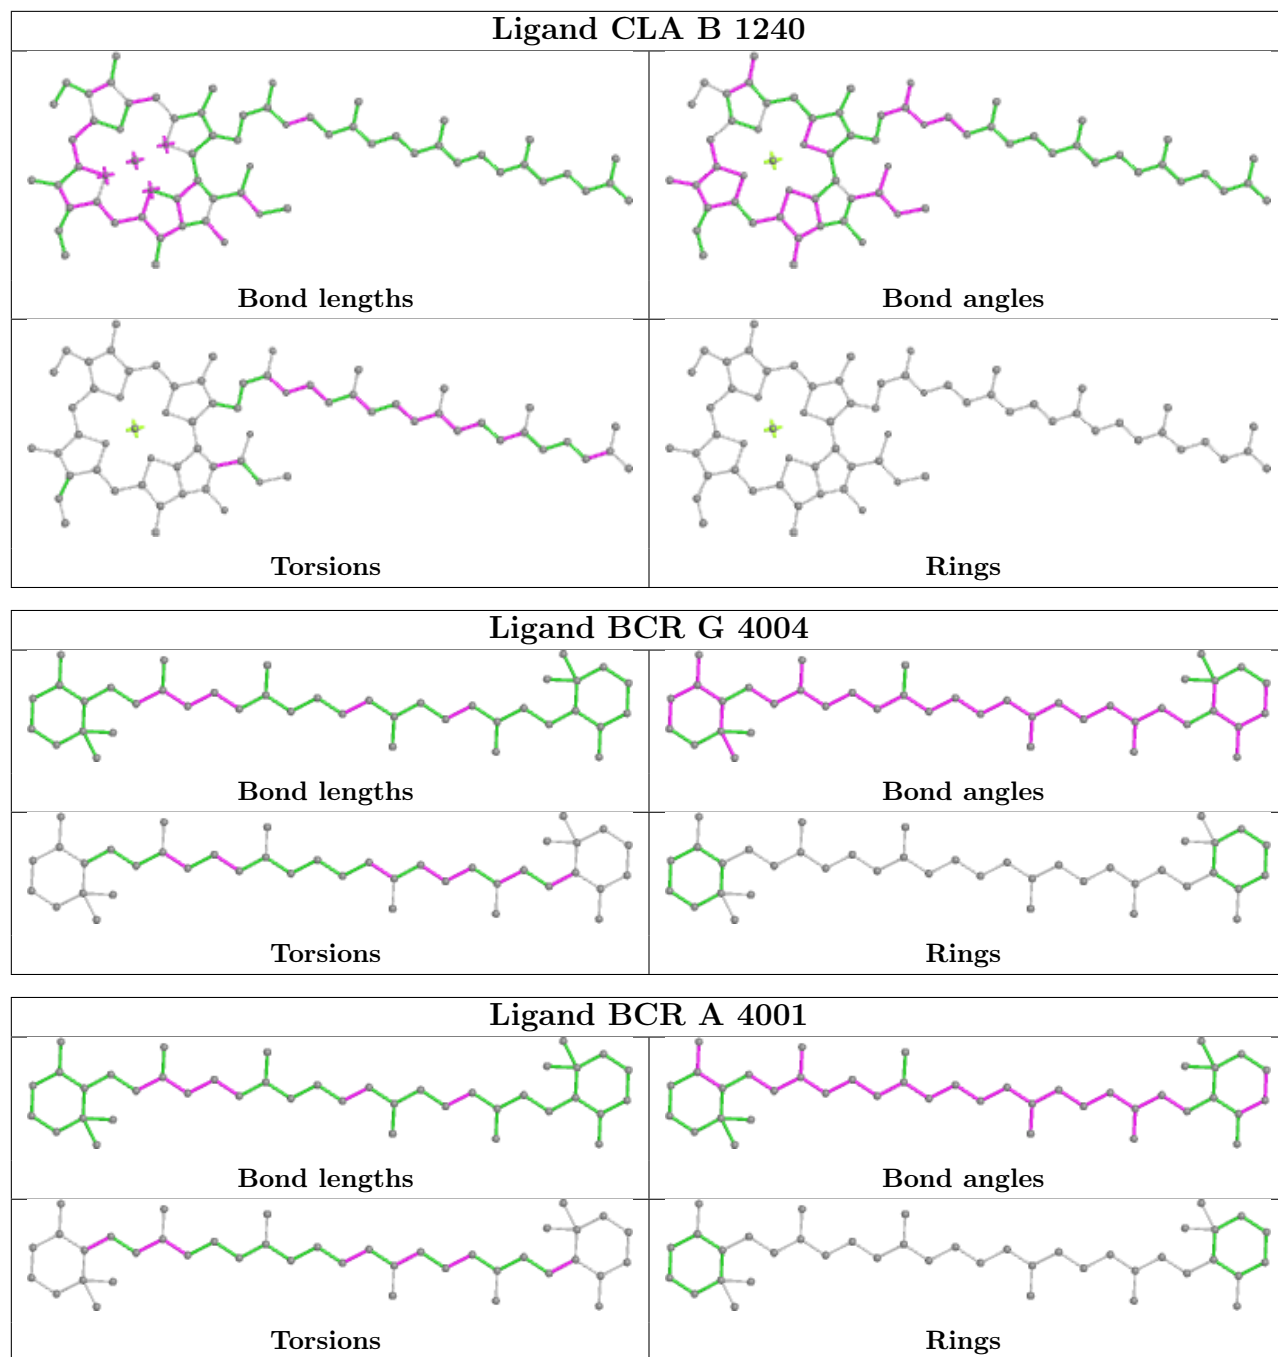 Ligand CLA B 1240
Bond lengths
Bond angles
Torsions
Rings
Ligand BCR G 4004
Bond lengths
Bond angles
Torsions
Rings
Ligand BCR A 4001
Bond lengths
Bond angles
Torsions
Rings